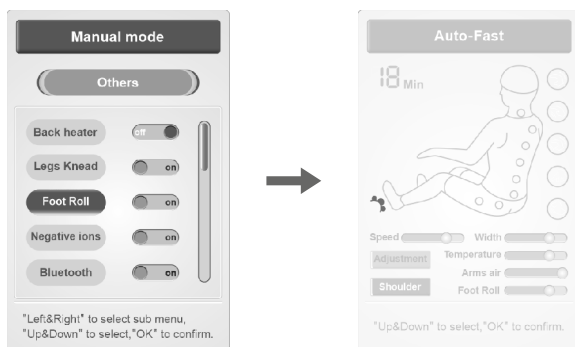 Manual mode
Others
Back heater off
Legs Knead on
Foot Roll on
Negative ions on
Bluetooth on
"Left&Right" to select sub menu,
"Up&Down" to select,"OK" to confirm.
Auto-Fast
18 Min
Speed Width
Adjustment Temperature
Arms air
Shoulder Foot Roll
"Up&Down" to select,"OK" to confirm.